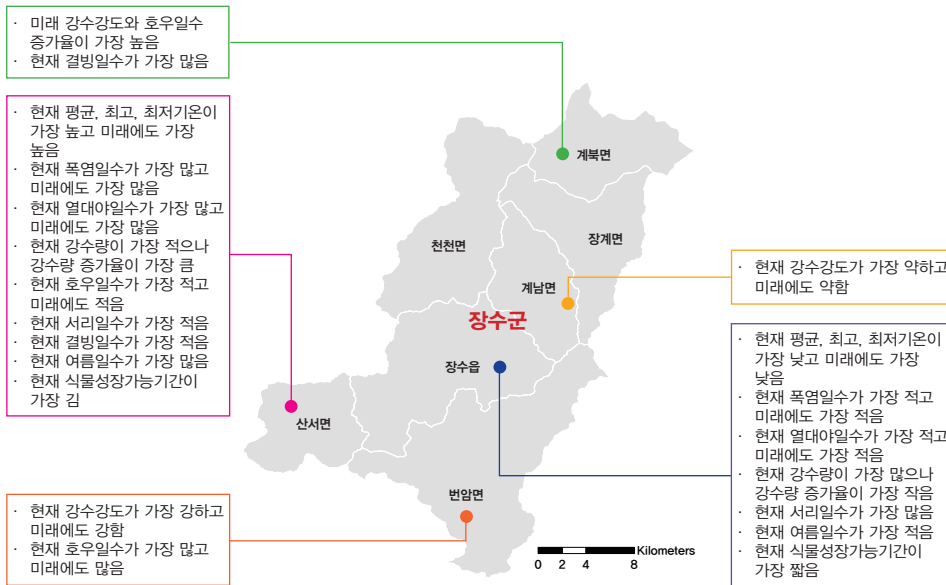 · 미래 강수강도와 호우일수
증가율이 가장 높음
· 현재 결빙일수가 가장 많음
· 현재 평균, 최고, 최저기온이
가장 높고 미래에도 가장
높음
· 현재 폭염일수가 가장 많고
미래에도 가장 많음
· 현재 열대야일수가 가장 많고
미래에도 가장 많음
· 현재 강수량이 가장 적으나
강수량 증가율이 가장 큼
· 현재 호우일수가 가장 적고
미래에도 적음
· 현재 서리일수가 가장 적음
· 현재 결빙일수가 가장 적음
· 현재 여름일수가 가장 많음
· 현재 식물성장가능기간이
가장 김
· 현재 강수강도가 가장 강하고
미래에도 강함
· 현재 호우일수가 가장 많고
미래에도 많음
계북면
천천면
장계면
계남면
장수군
장수읍
산서면
번암면
Kilometers
0 2 4 8
· 현재 강수강도가 가장 약하고
미래에도 약함
· 현재 평균, 최고, 최저기온이
가장 낮고 미래에도 가장
낮음
· 현재 폭염일수가 가장 적고
미래에도 가장 적음
· 현재 열대야일수가 가장 적고
미래에도 가장 적음
· 현재 강수량이 가장 많으나
강수량 증가율이 가장 작음
· 현재 서리일수가 가장 많음
· 현재 여름일수가 가장 적음
· 현재 식물성장가능기간이
가장 짧음